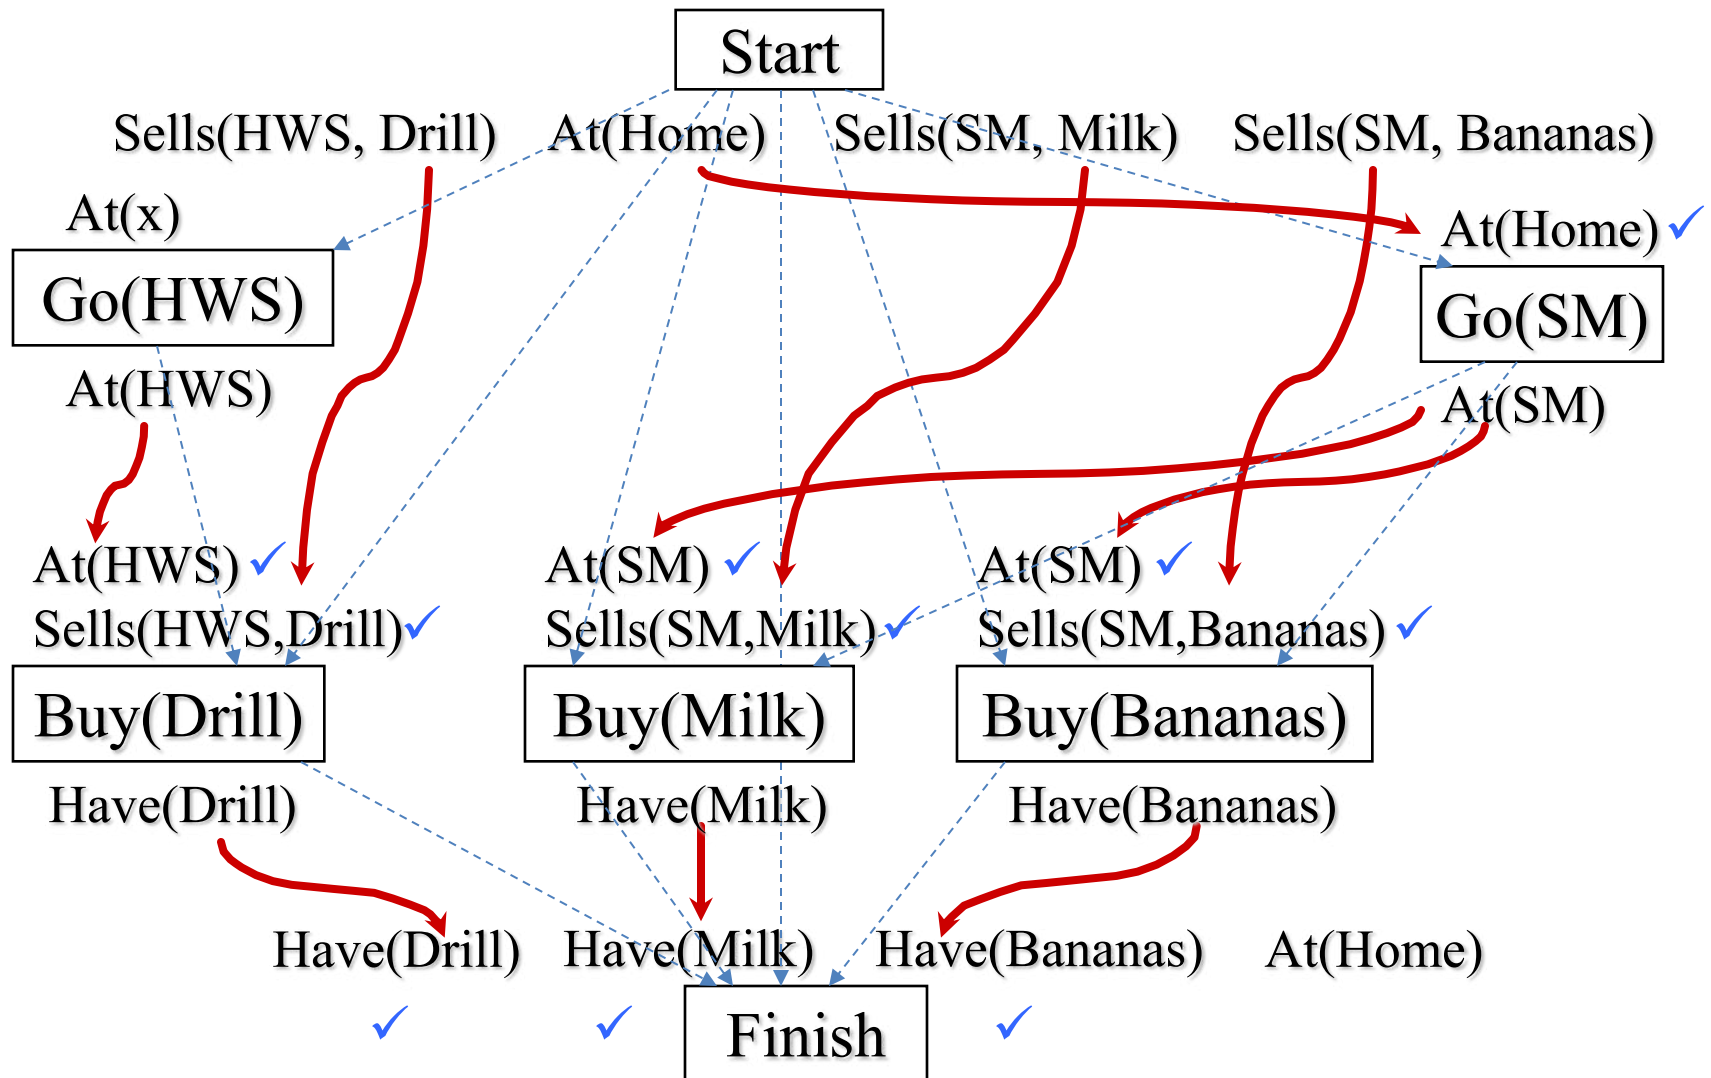 Start
Sells(HWS, Drill) At(Home) Sells(SM, Milk) Sells(SM, Bananas)
At(x)
At(Home) ✓
Go(HWS)
Go(SM)
At(HWS)
At(SM)
At(HWS) ✓ At(SM) ✓ At(SM) ✓
Sells(HWS,Drill) ✓ Sells(SM,Milk) ✓ Sells(SM,Bananas) ✓
Buy(Drill) Buy(Milk) Buy(Bananas)
Have(Drill) Have(Milk) Have(Bananas)
Have(Drill) Have(Milk) Have(Bananas) At(Home)
✓ ✓ ✓
Finish